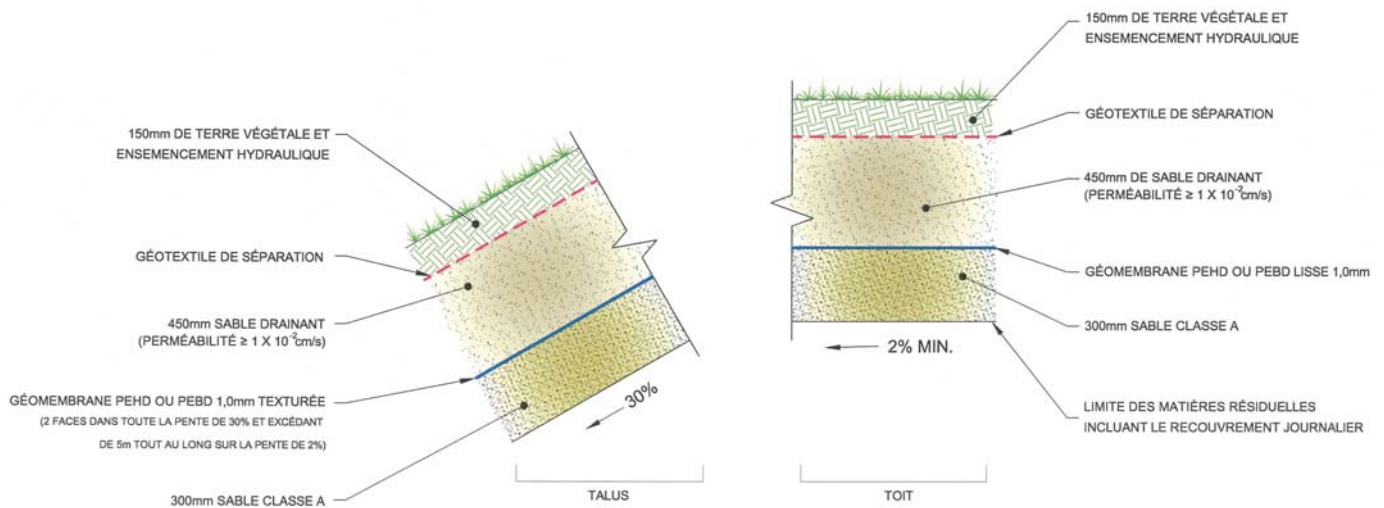 150mm DE TERRE VÉGÉTALE ET
ENSEMENCEMENT HYDRAULIQUE
GÉOTEXTILE DE SÉPARATION
450mm SABLE DRAINANT
(PERMÉABILITÉ ≥ 1 X 10⁻²cm/s)
GÉOMEMBRANE PEHD OU PEBD 1,0mm TEXTURÉE
(2 FACES DANS TOUTE LA PENTE DE 30% ET EXCÉDANT
DE 5m TOUT AU LONG SUR LA PENTE DE 2%)
300mm SABLE CLASSE A
30%
TALUS
150mm DE TERRE VÉGÉTALE ET
ENSEMENCEMENT HYDRAULIQUE
GÉOTEXTILE DE SÉPARATION
450mm DE SABLE DRAINANT
(PERMÉABILITÉ ≥ 1 X 10⁻²cm/s)
GÉOMEMBRANE PEHD OU PEBD LISSE 1,0mm
300mm SABLE CLASSE A
2% MIN.
LIMITE DES MATIÈRES RÉSIDUELLES
INCLUANT LE RECOUVREMENT JOURNALIER
TOIT